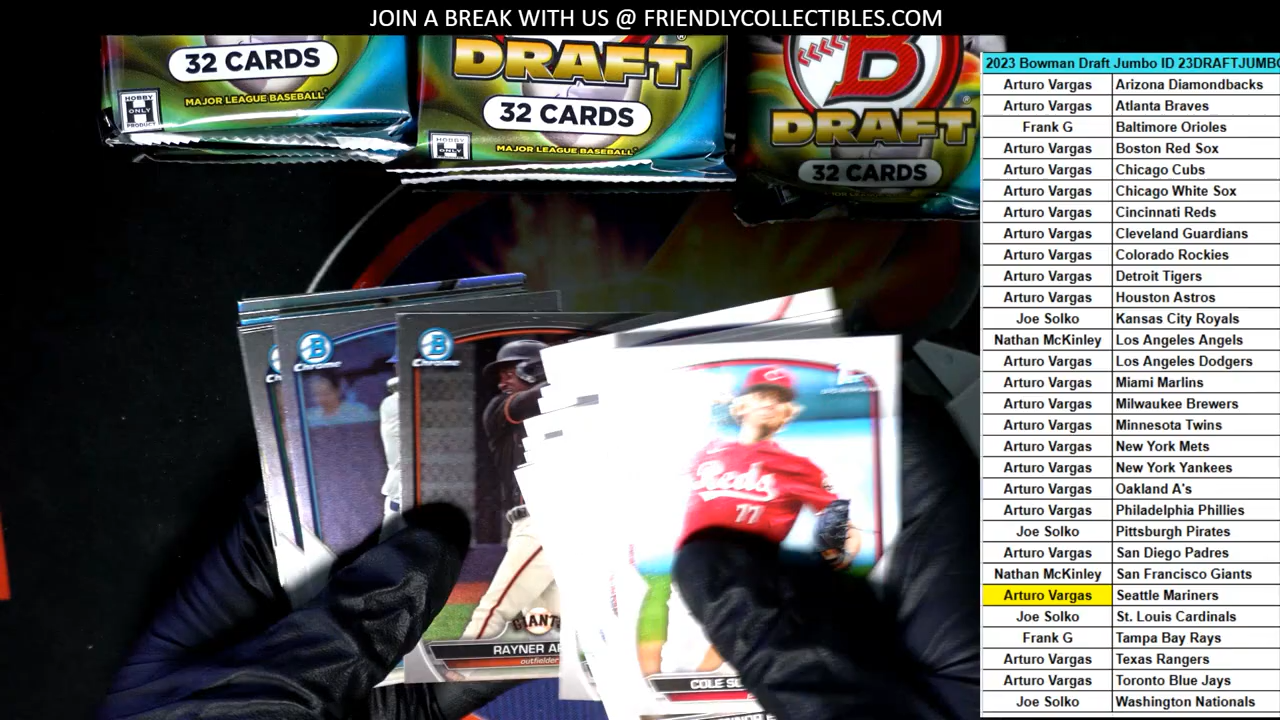 JOIN A BREAK WITH US @ FRIENDLYCOLLECTIBLES.COM
32 CARDS
HOBBY
H
ONLY
PRODUCT
MAJOR LEAGUE BASEBALL
DRAFT
32 CARDS
HOBBY
ONLY
MAJOR LEAGUE BASEBALL
B
DRAFT
32 CARDS
2023 Bowman Draft Jumbo ID 23DRAFTJUMBO
Arturo Vargas Arizona Diamondbacks
Arturo Vargas Atlanta Braves
Frank G Baltimore Orioles
Arturo Vargas Boston Red Sox
Arturo Vargas Chicago Cubs
Arturo Vargas Chicago White Sox
Arturo Vargas Cincinnati Reds
Arturo Vargas Cleveland Guardians
Arturo Vargas Colorado Rockies
Arturo Vargas Detroit Tigers
Arturo Vargas Houston Astros
Joe Solko Kansas City Royals
Nathan McKinley Los Angeles Angels
Arturo Vargas Los Angeles Dodgers
Arturo Vargas Miami Marlins
Arturo Vargas Milwaukee Brewers
Arturo Vargas Minnesota Twins
Arturo Vargas New York Mets
Arturo Vargas New York Yankees
Arturo Vargas Oakland A's
Arturo Vargas Philadelphia Phillies
Joe Solko Pittsburgh Pirates
Arturo Vargas San Diego Padres
Nathan McKinley San Francisco Giants
Arturo Vargas Seattle Mariners
Joe Solko St. Louis Cardinals
Frank G Tampa Bay Rays
Arturo Vargas Texas Rangers
Arturo Vargas Toronto Blue Jays
Joe Solko Washington Nationals
B
Chrome
B
Chrome
GIANTS
RAYNER
outfielder
Reds
77
COLE